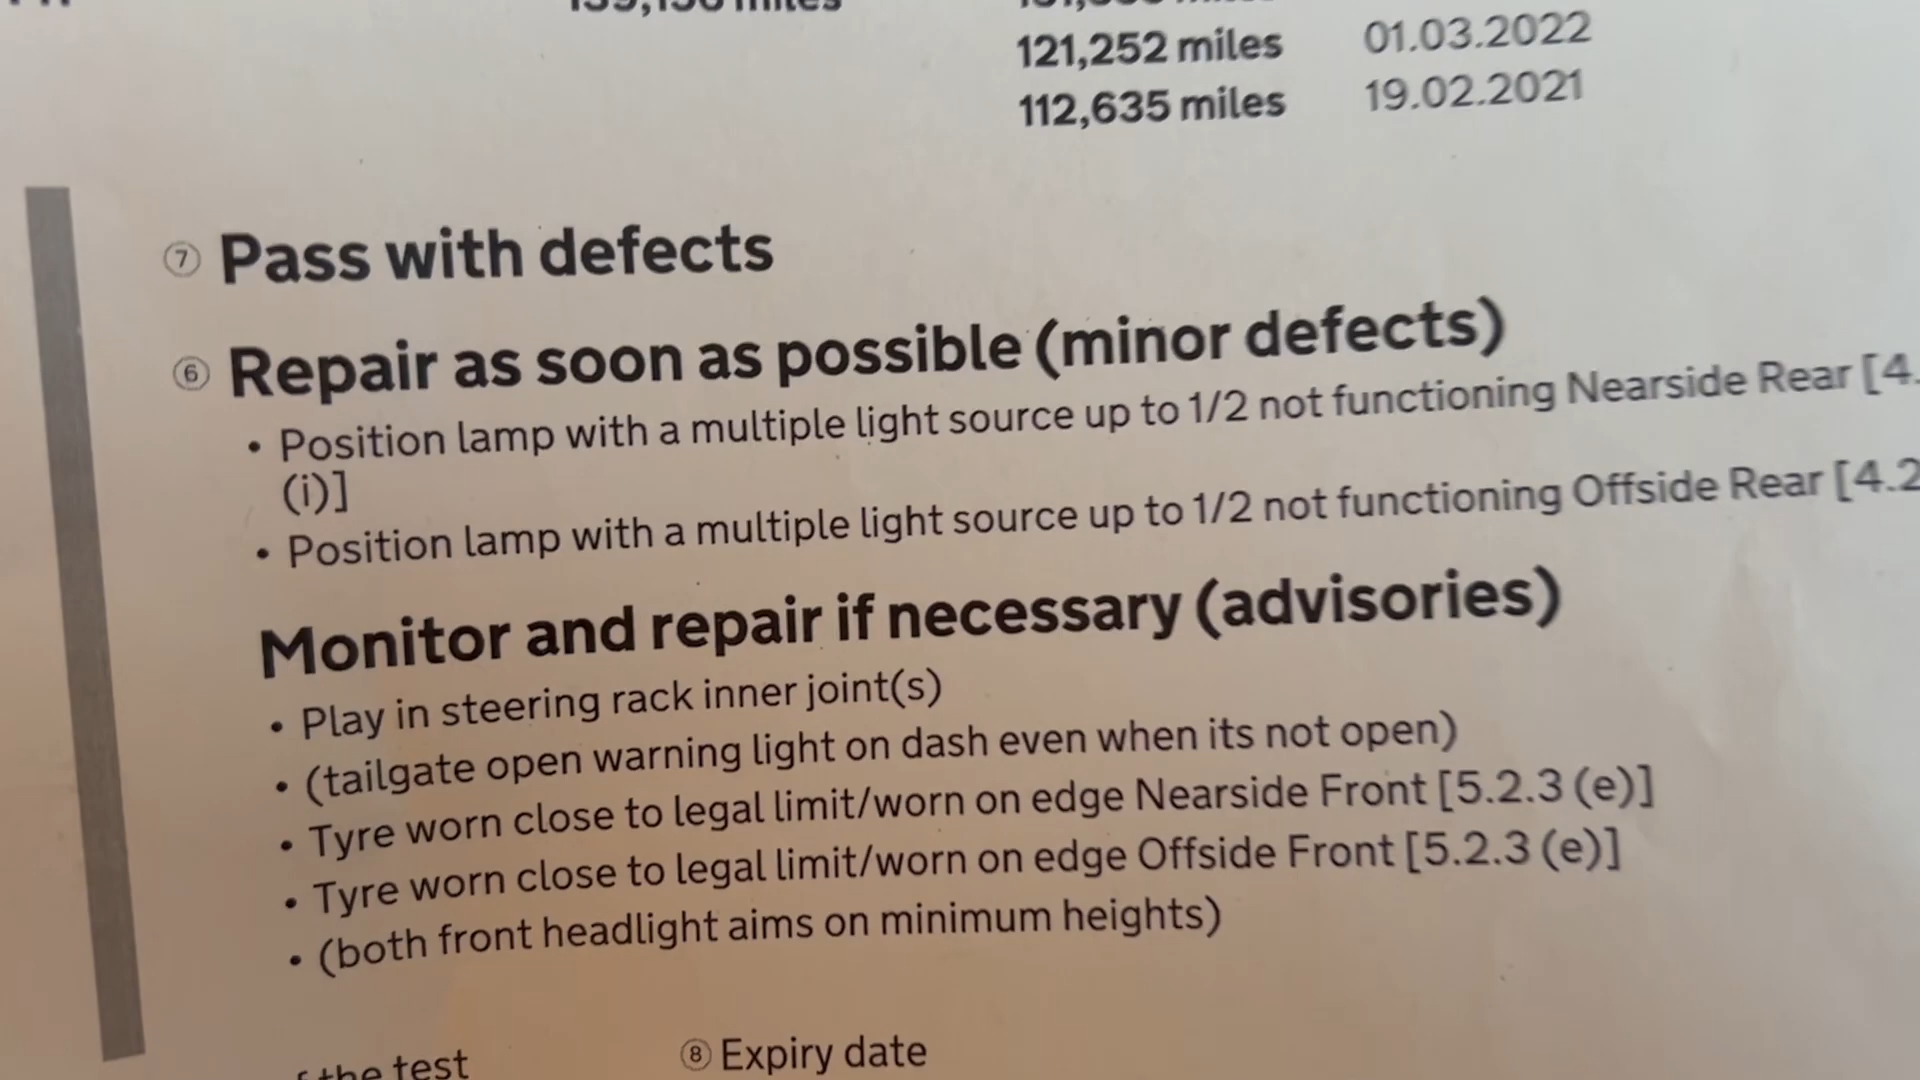 miles
121,252 miles 01.03.2022
112,635 miles 19.02.2021
7 Pass with defects
6 Repair as soon as possible (minor defects)
• Position lamp with a multiple light source up to 1/2 not functioning Nearside Rear [4.
(i)]
• Position lamp with a multiple light source up to 1/2 not functioning Offside Rear [4.2
Monitor and repair if necessary (advisories)
• Play in steering rack inner joint(s)
• (tailgate open warning light on dash even when its not open)
• Tyre worn close to legal limit/worn on edge Nearside Front [5.2.3 (e)]
• Tyre worn close to legal limit/worn on edge Offside Front [5.2.3 (e)]
• (both front headlight aims on minimum heights)
the test 8 Expiry date